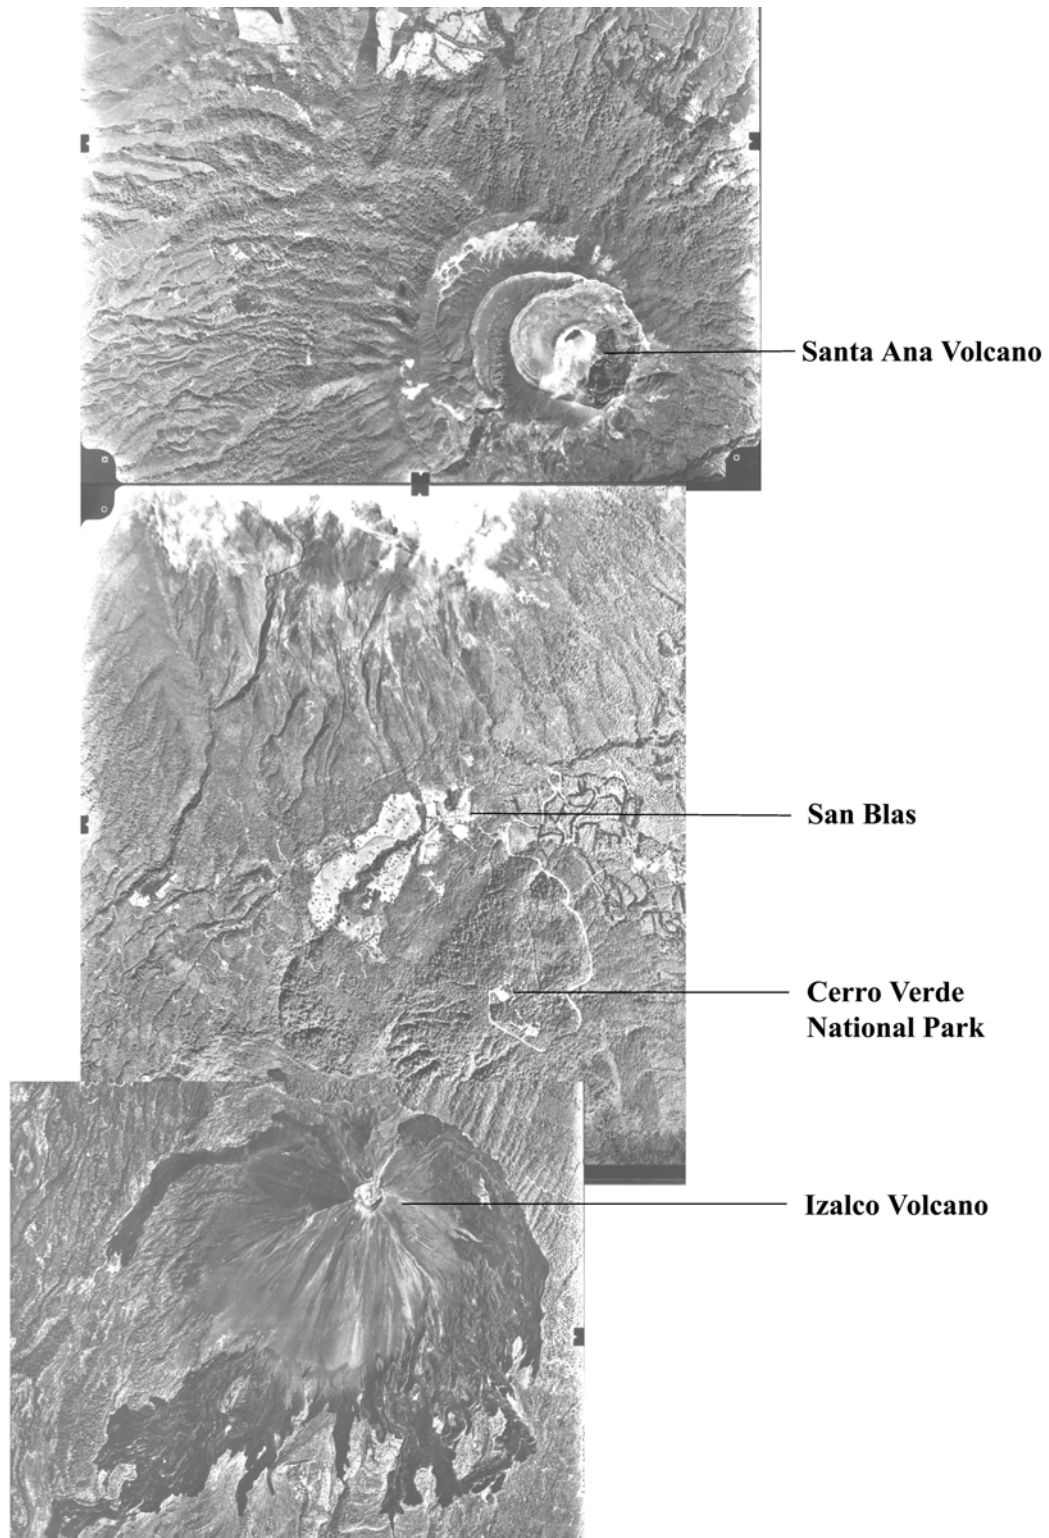 Santa Ana Volcano
San Blas
Cerro Verde
National Park
Izalco Volcano